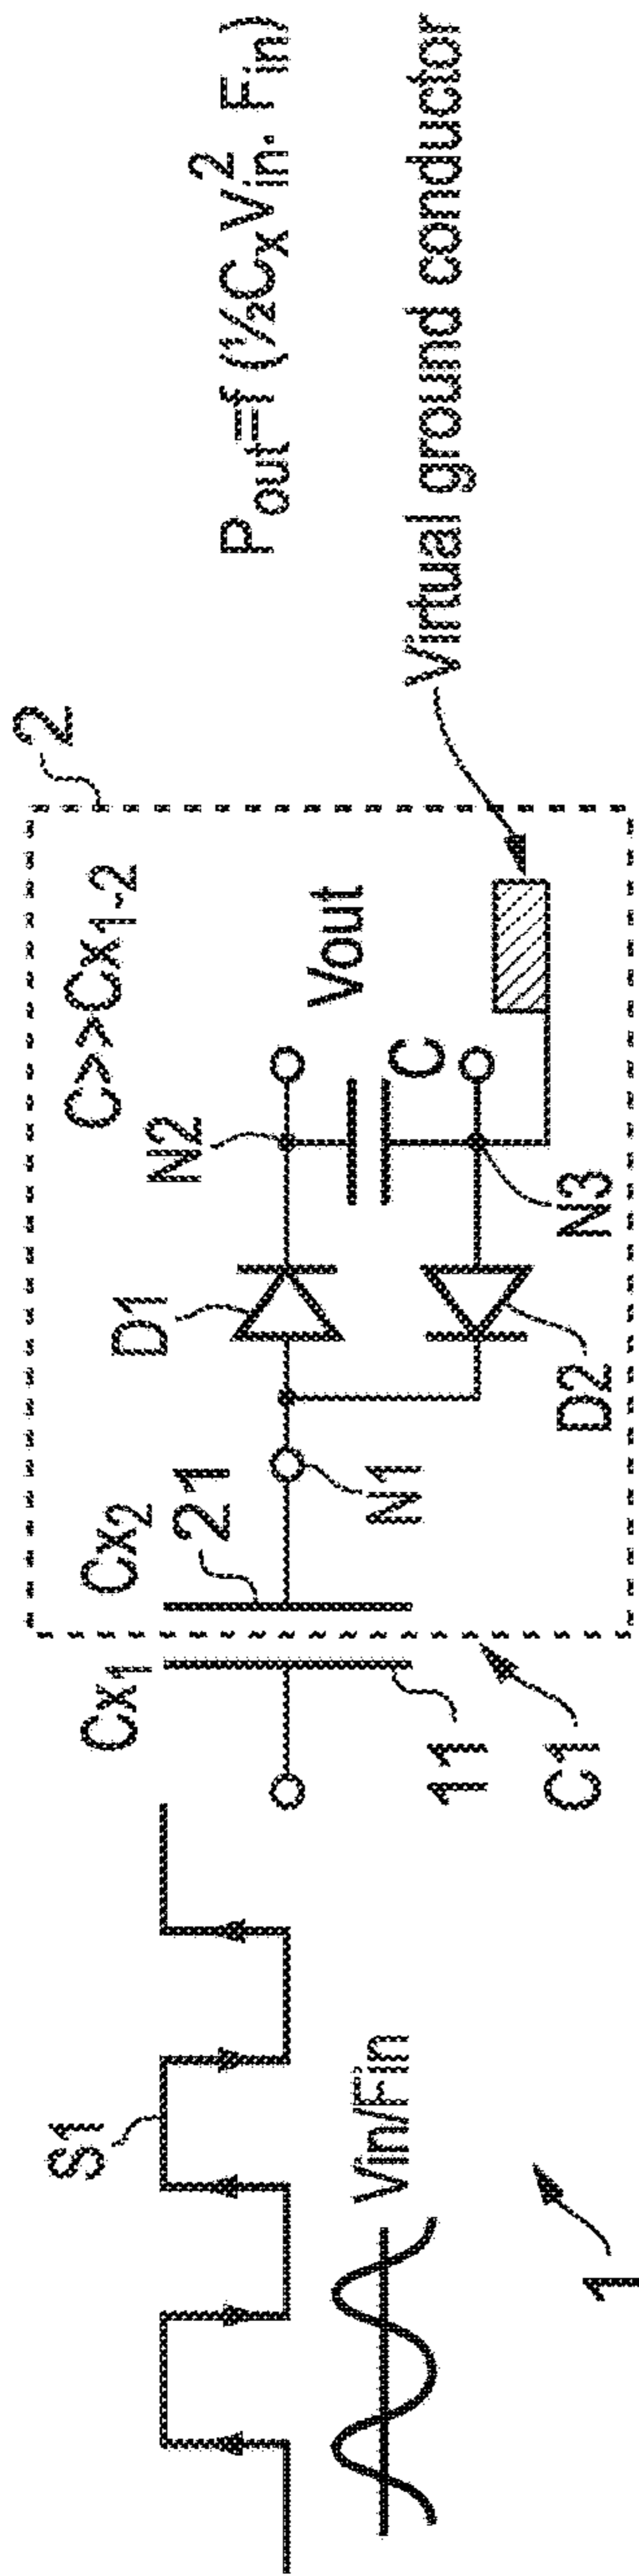 S1
Vin/Fin
1
Cx₁
11
C1
Cx₂
21
N1
D1
D2
N2
N3
C
Vout
C>>Cx₁₋₂
2
Virtual ground conductor
Pout=f (½CxV²in. Fin)